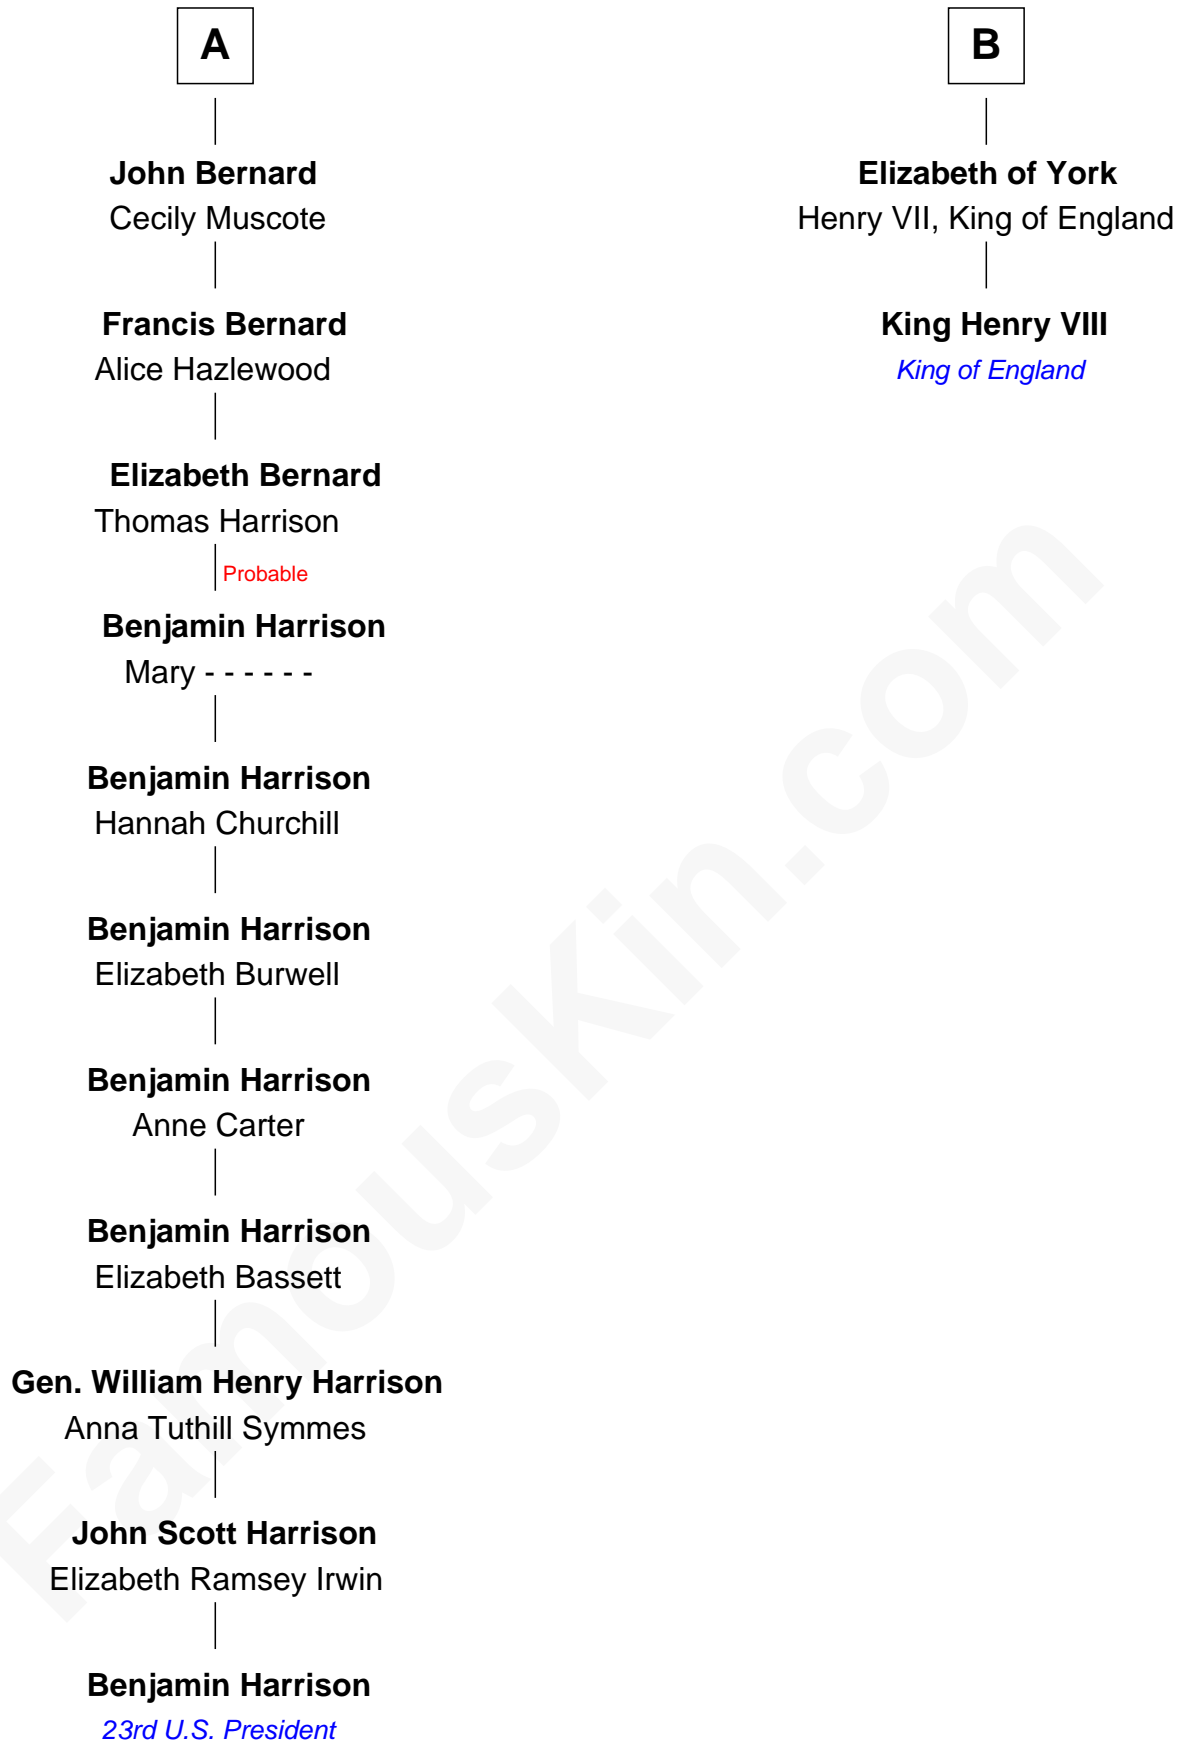 A
John Bernard
Cecily Muscote
Francis Bernard
Alice Hazlewood
Elizabeth Bernard
Thomas Harrison
Probable
Benjamin Harrison
Mary - - - - - -
Benjamin Harrison
Hannah Churchill
Benjamin Harrison
Elizabeth Burwell
Benjamin Harrison
Anne Carter
Benjamin Harrison
Elizabeth Bassett
Gen. William Henry Harrison
Anna Tuthill Symmes
John Scott Harrison
Elizabeth Ramsey Irwin
Benjamin Harrison
23rd U.S. President
B
Elizabeth of York
Henry VII, King of England
King Henry VIII
King of England
FamousKin.com